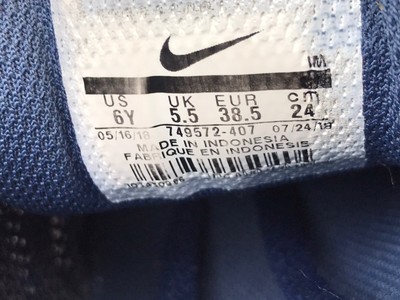 US UK EUR CM
6Y 5.5 38.5 24
05/16/18 749572-407 07/24/18
MADE IN INDONESIA
FABRIQUE EN INDONESIE